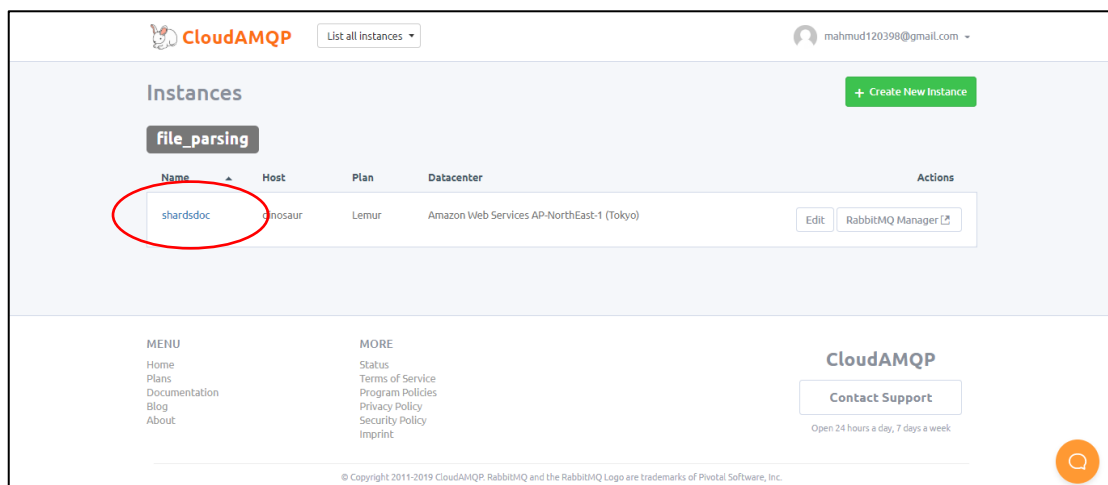 CloudAMQP
List all instances
mahmud120398@gmail.com
Instances
+ Create New Instance
file_parsing
Name Host Plan Datacenter Actions
shardsdoc dinosaur Lemur Amazon Web Services AP-NorthEast-1 (Tokyo) Edit RabbitMQ Manager
MENU
Home
Plans
Documentation
Blog
About
MORE
Status
Terms of Service
Program Policies
Privacy Policy
Security Policy
Imprint
CloudAMQP
Contact Support
Open 24 hours a day, 7 days a week
© Copyright 2011-2019 CloudAMQP. RabbitMQ and the RabbitMQ Logo are trademarks of Pivotal Software, Inc.